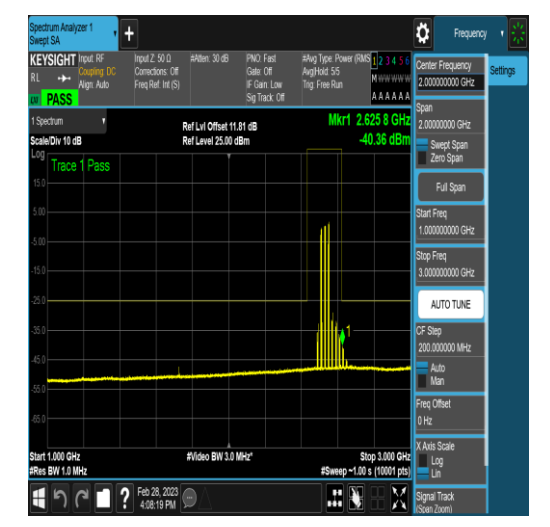 Spectrum Analyzer 1
Swept SA
Frequency
KEYSIGHT
Input: RF
Input Z: 50 Ω
#Atten: 30 dB
PNO: Fast
#Avg Type: Power (RMS
1 2 3 4 5 6
RL
Coupling: DC
Corrections: Off
Gate: Off
Avg|Hold: 5/5
M W W W W W
Align: Auto
Freq Ref: Int (S)
IF Gain: Low
Trig: Free Run
PASS
Sig Track: Off
A A A A A A
1 Spectrum
Ref Lvl Offset 11.81 dB
Mkr1 2.625 8 GHz
Scale/Div 10 dB
Ref Level 25.00 dBm
-40.36 dBm
Log
Trace 1 Pass
15.0
5.00
-5.00
-15.0
-25.0
-35.0
-45.0
-55.0
-65.0
1
Start 1.000 GHz
#Video BW 3.0 MHz*
Stop 3.000 GHz
#Res BW 1.0 MHz
#Sweep ~1.00 s (10001 pts)
Feb 28, 2023
4:08:19 PM
Center Frequency
2.000000000 GHz
Settings
Span
2.00000000 GHz
Swept Span
Zero Span
Full Span
Start Freq
1.000000000 GHz
Stop Freq
3.000000000 GHz
AUTO TUNE
CF Step
200.000000 MHz
Auto
Man
Freq Offset
0 Hz
X Axis Scale
Log
Lin
Signal Track
(Span Zoom)